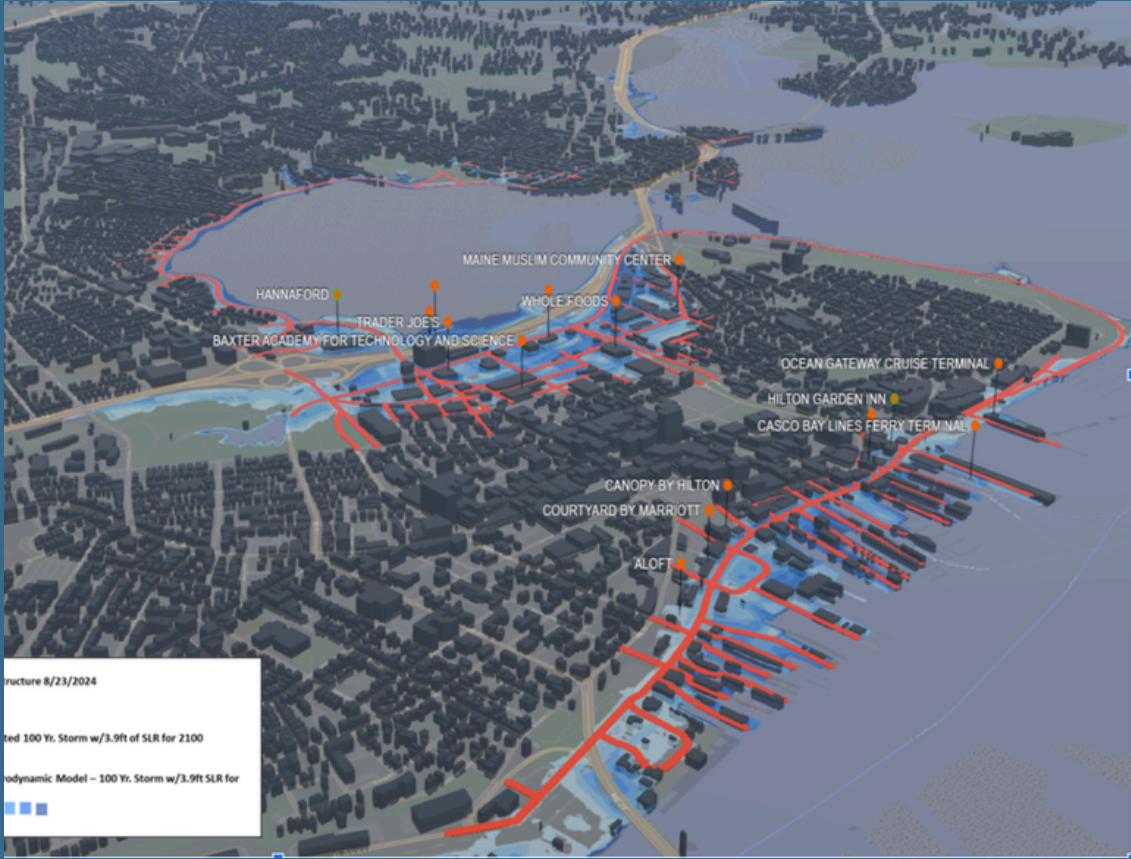 MAINE MUSLIM COMMUNITY CENTER
HANNAFORD
WHOLE FOODS
TRADER JOE'S
BAXTER ACADEMY FOR TECHNOLOGY AND SCIENCE
OCEAN GATEWAY CRUISE TERMINAL
HILTON GARDEN INN
CASCO BAY LINES FERRY TERMINAL
CANOPY BY HILTON
COURTYARD BY MARRIOTT
ALOFT
tructure 8/23/2024
ted 100 Yr. Storm w/3.9ft of SLR for 2100
rodynamic Model – 100 Yr. Storm w/3.9ft SLR for